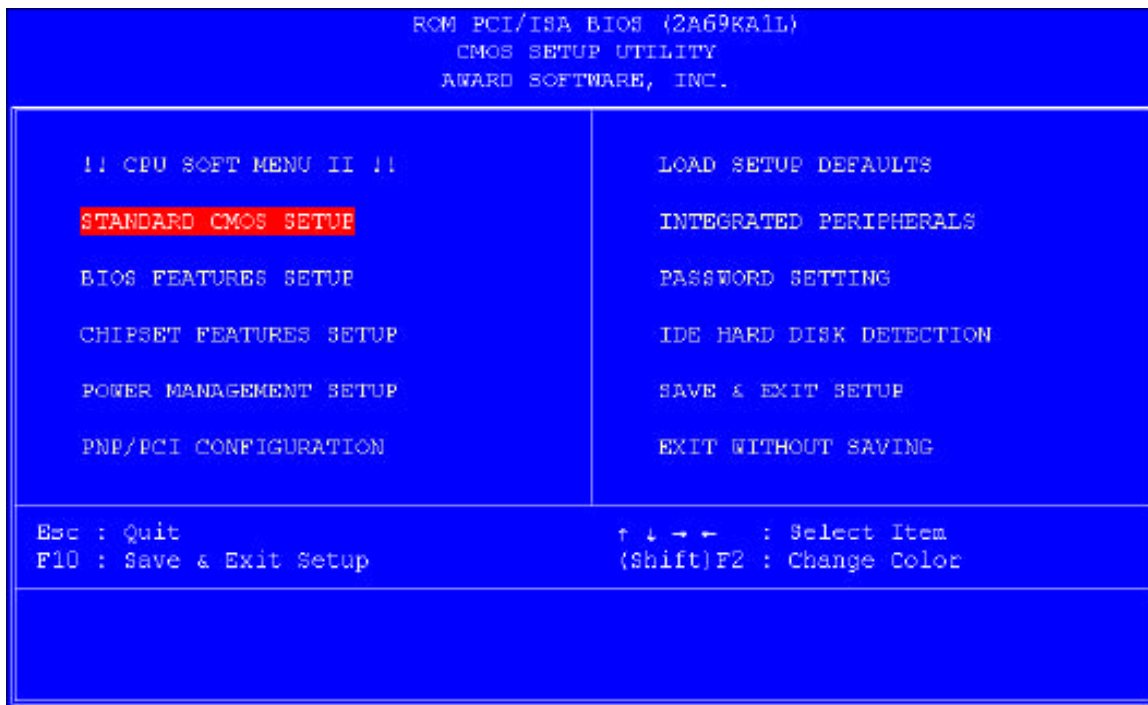 ROM PCI/ISA BIOS (2A69KA1L)
CMOS SETUP UTILITY
AWARD SOFTWARE, INC.
!! CPU SOFT MENU II !!
STANDARD CMOS SETUP
BIOS FEATURES SETUP
CHIPSET FEATURES SETUP
POWER MANAGEMENT SETUP
PNP/PCI CONFIGURATION
LOAD SETUP DEFAULTS
INTEGRATED PERIPHERALS
PASSWORD SETTING
IDE HARD DISK DETECTION
SAVE & EXIT SETUP
EXIT WITHOUT SAVING
Esc : Quit
F10 : Save & Exit Setup
↑ ↓ → ← : Select Item
(Shift)F2 : Change Color